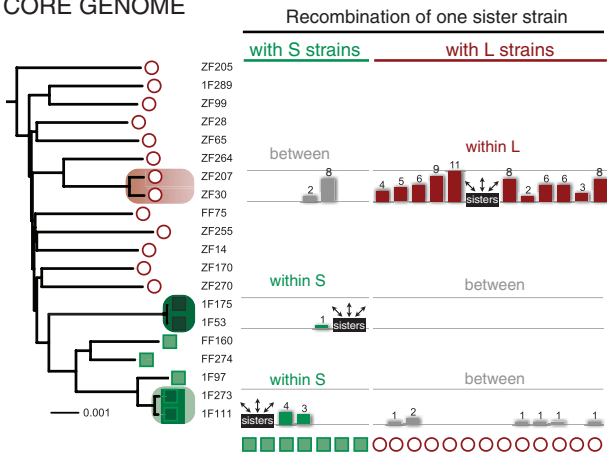 CORE GENOME
Recombination of one sister strain
with S strains
with L strains
ZF205
1F289
ZF99
ZF28
ZF65
ZF264
ZF207
ZF30
FF75
ZF255
ZF14
ZF170
ZF270
1F175
1F53
FF160
FF274
1F97
1F273
1F111
0.001
between
2 8
within L
4 5 6 9 11 sisters 8 2 6 6 3 8
within S
1 sisters
between
within S
sisters 4 3
between
1 2 1 1 1 1